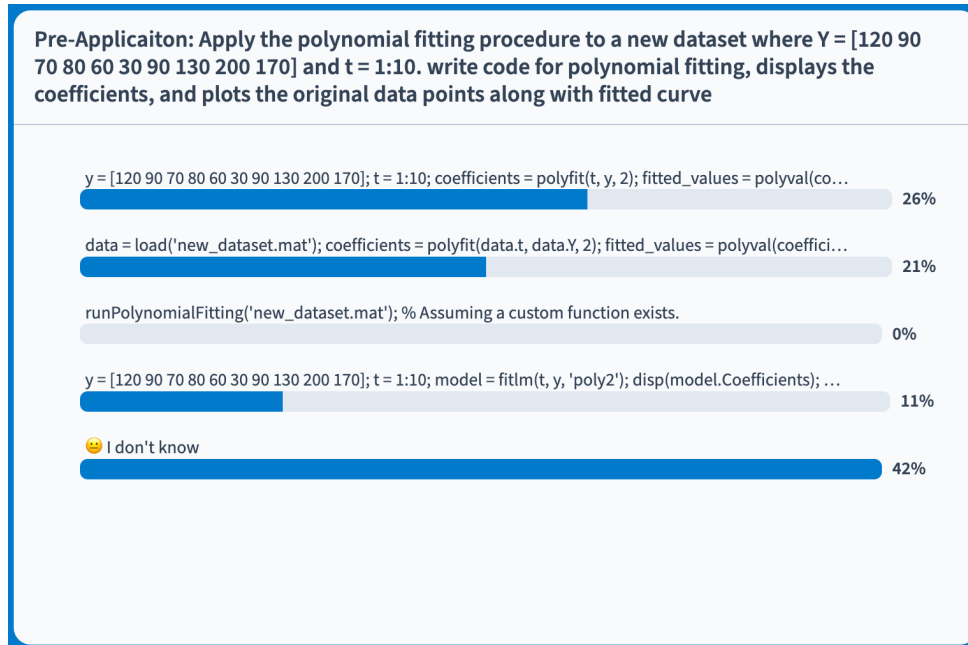 Pre-Applicaiton: Apply the polynomial fitting procedure to a new dataset where Y = [120 90
70 80 60 30 90 130 200 170] and t = 1:10. write code for polynomial fitting, displays the
coefficients, and plots the original data points along with fitted curve
y = [120 90 70 80 60 30 90 130 200 170]; t = 1:10; coefficients = polyfit(t, y, 2); fitted_values = polyval(co…
26%
data = load('new_dataset.mat'); coefficients = polyfit(data.t, data.Y, 2); fitted_values = polyval(coeffici…
21%
runPolynomialFitting('new_dataset.mat'); % Assuming a custom function exists.
0%
y = [120 90 70 80 60 30 90 130 200 170]; t = 1:10; model = fitlm(t, y, 'poly2'); disp(model.Coefficients); …
11%
😐 I don't know
42%